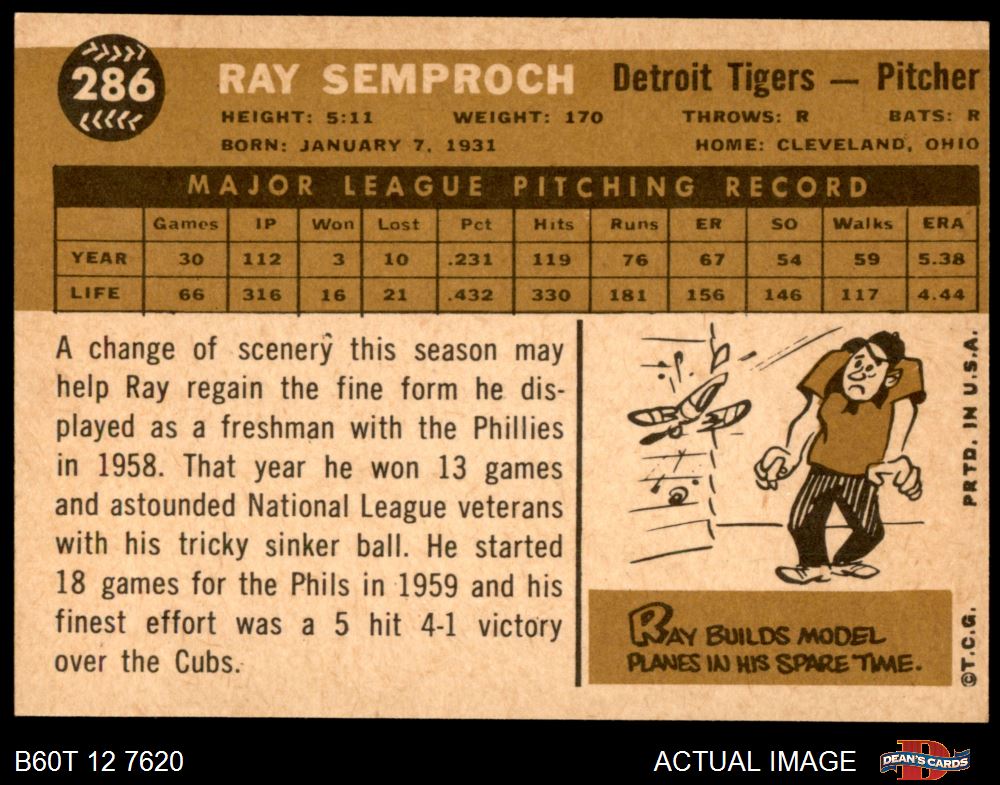 286
RAY SEMPROCH Detroit Tigers — Pitcher
HEIGHT: 5:11 WEIGHT: 170 THROWS: R BATS: R
BORN: JANUARY 7, 1931 HOME: CLEVELAND, OHIO
MAJOR LEAGUE PITCHING RECORD
Games IP Won Lost Pct Hits Runs ER SO Walks ERA
YEAR 30 112 3 10 .231 119 76 67 54 59 5.38
LIFE 66 316 16 21 .432 330 181 156 146 117 4.44
A change of scenery this season may
help Ray regain the fine form he dis-
played as a freshman with the Phillies
in 1958. That year he won 13 games
and astounded National League veterans
with his tricky sinker ball. He started
18 games for the Phils in 1959 and his
finest effort was a 5 hit 4-1 victory
over the Cubs.
RAY BUILDS MODEL
PLANES IN HIS SPARE TIME.
©T.C.G. PRTD. IN U.S.A.
B60T 12 7620 ACTUAL IMAGE
D
DEAN'S CARDS